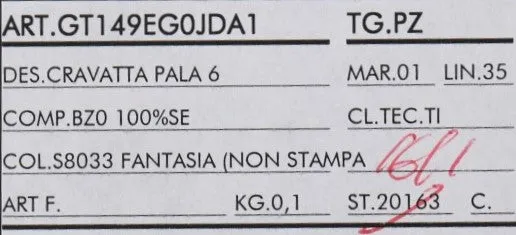 ART.GT149EG0JDA1 TG.PZ
DES.CRAVATTA PALA 6 MAR.01 LIN.35
COMP.BZ0 100%SE CL.TEC.TI
COL.S8033 FANTASIA (NON STAMPA
ART F. KG.0,1 ST.20163 C.